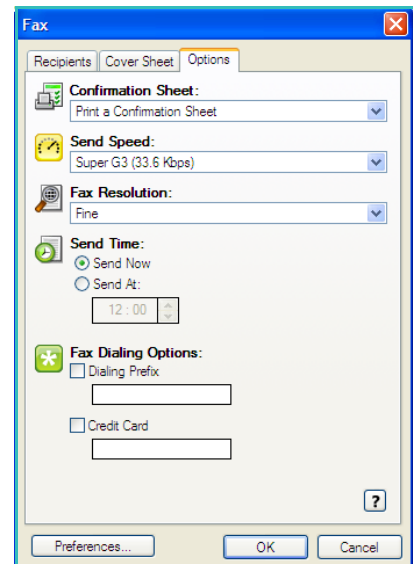 Fax
Recipients Cover Sheet Options
Confirmation Sheet:
Print a Confirmation Sheet
Send Speed:
Super G3 (33.6 Kbps)
Fax Resolution:
Fine
Send Time:
Send Now
Send At:
12 : 00
Fax Dialing Options:
Dialing Prefix
Credit Card
?
Preferences... OK Cancel